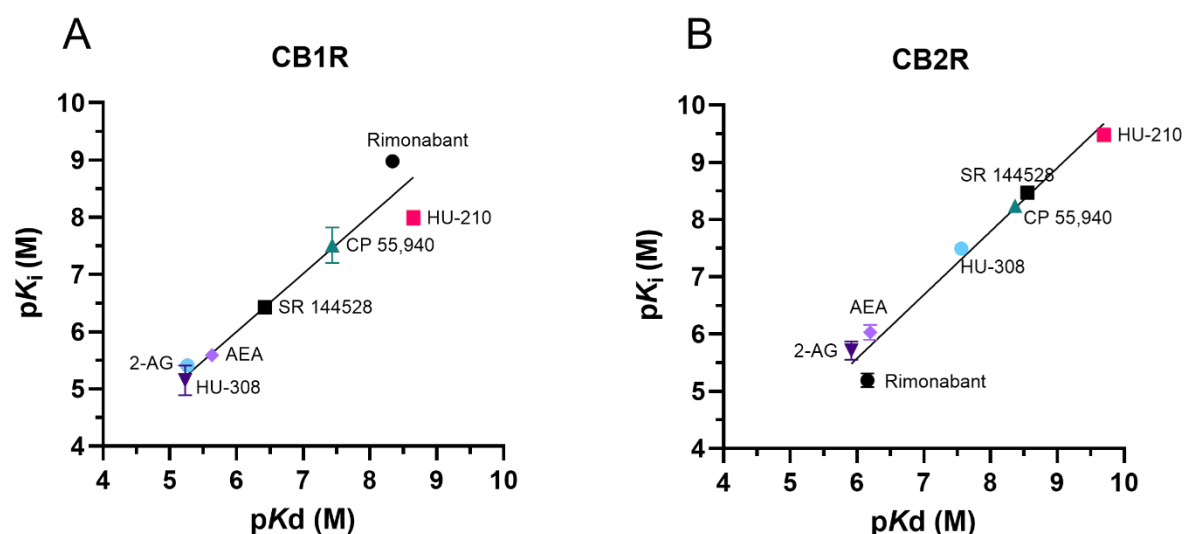 A
CB1R
10
9
8
7
6
5
4
pKi (M)
Rimonabant
HU-210
CP 55,940
SR 144528
2-AG
AEA
HU-308
4 5 6 7 8 9 10
pKd (M)
B
CB2R
10
9
8
7
6
5
4
pKi (M)
HU-210
SR 144528
CP 55,940
HU-308
AEA
2-AG
Rimonabant
4 5 6 7 8 9 10
pKd (M)